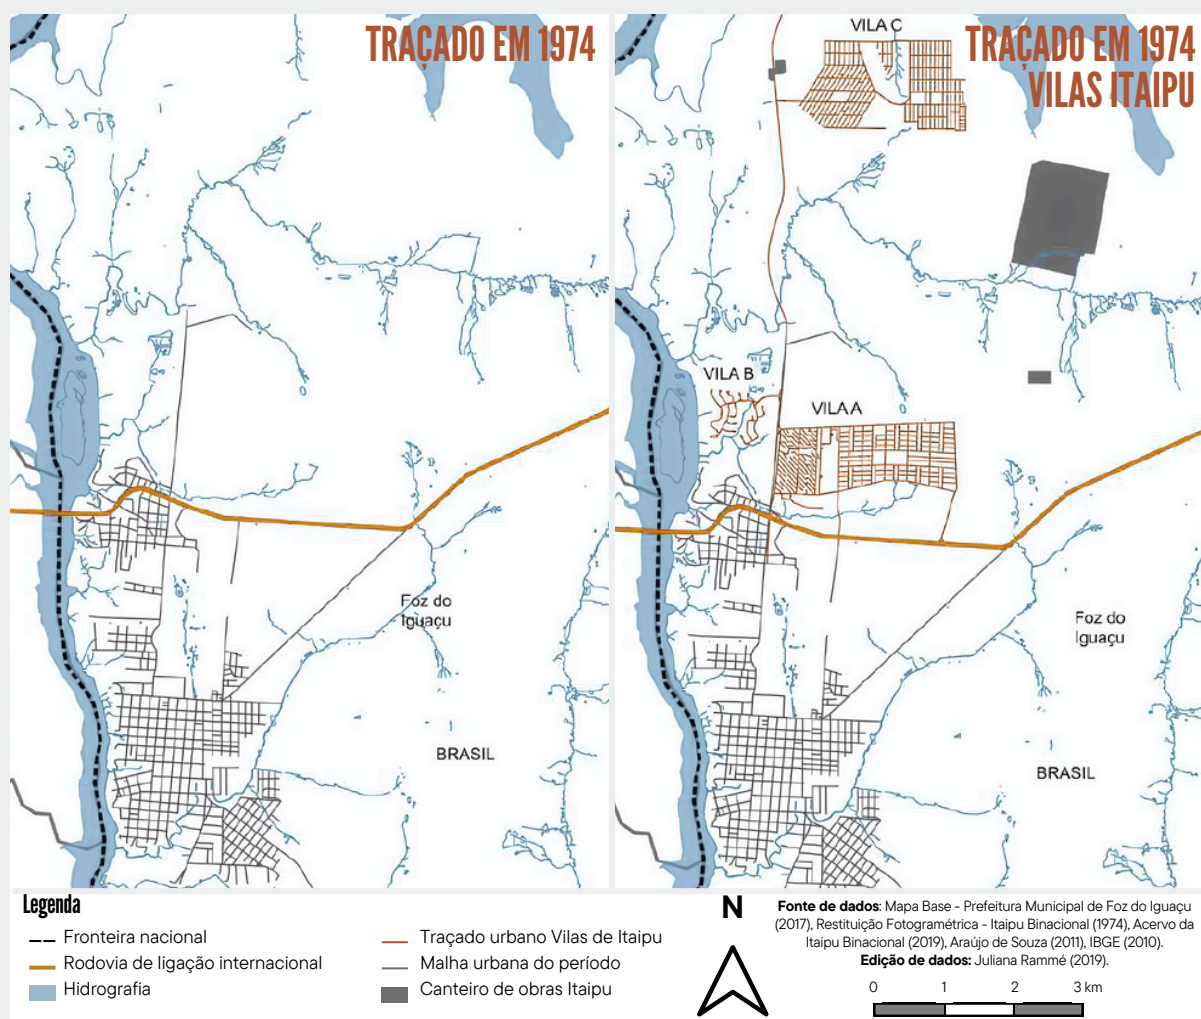 TRAÇADO EM 1974
Foz do
Iguaçu
BRASIL
VILA C
TRAÇADO EM 1974
VILAS ITAIPU
VILA B
VILA A
Foz do
Iguaçu
BRASIL
Legenda
Fronteira nacional
Rodovia de ligação internacional
Hidrografia
Traçado urbano Vilas de Itaipu
Malha urbana do período
Canteiro de obras Itaipu
N
Fonte de dados: Mapa Base - Prefeitura Municipal de Foz do Iguaçu
(2017), Restituição Fotogramétrica - Itaipu Binacional (1974), Acervo da
Itaipu Binacional (2019), Araújo de Souza (2011), IBGE (2010).
Edição de dados: Juliana Rammé (2019).
0 1 2 3 km